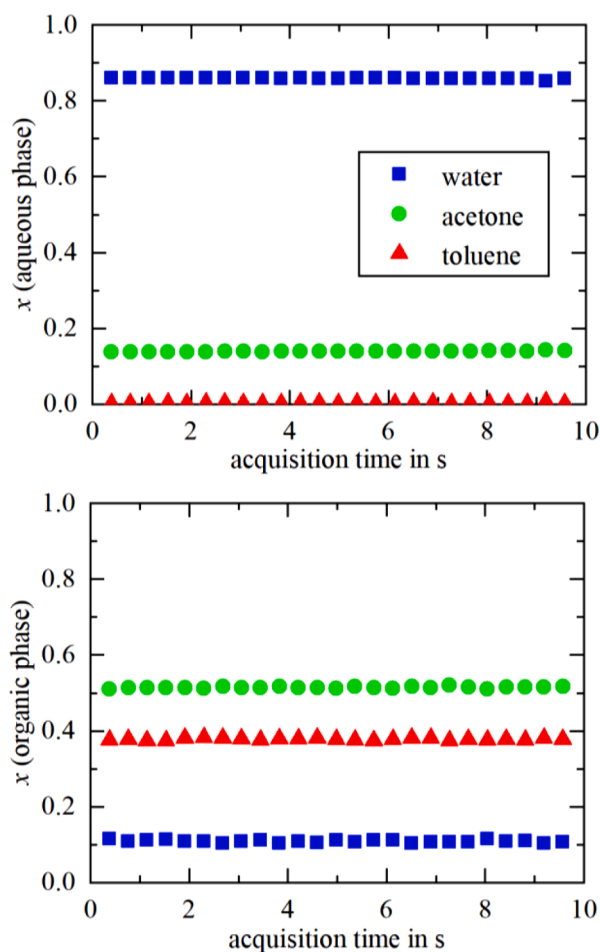 1.0
0.8
0.6
0.4
0.2
0.0
x (aqueous phase)
water
acetone
toluene
0 2 4 6 8 10
acquisition time in s
1.0
0.8
0.6
0.4
0.2
0.0
x (organic phase)
0 2 4 6 8 10
acquisition time in s